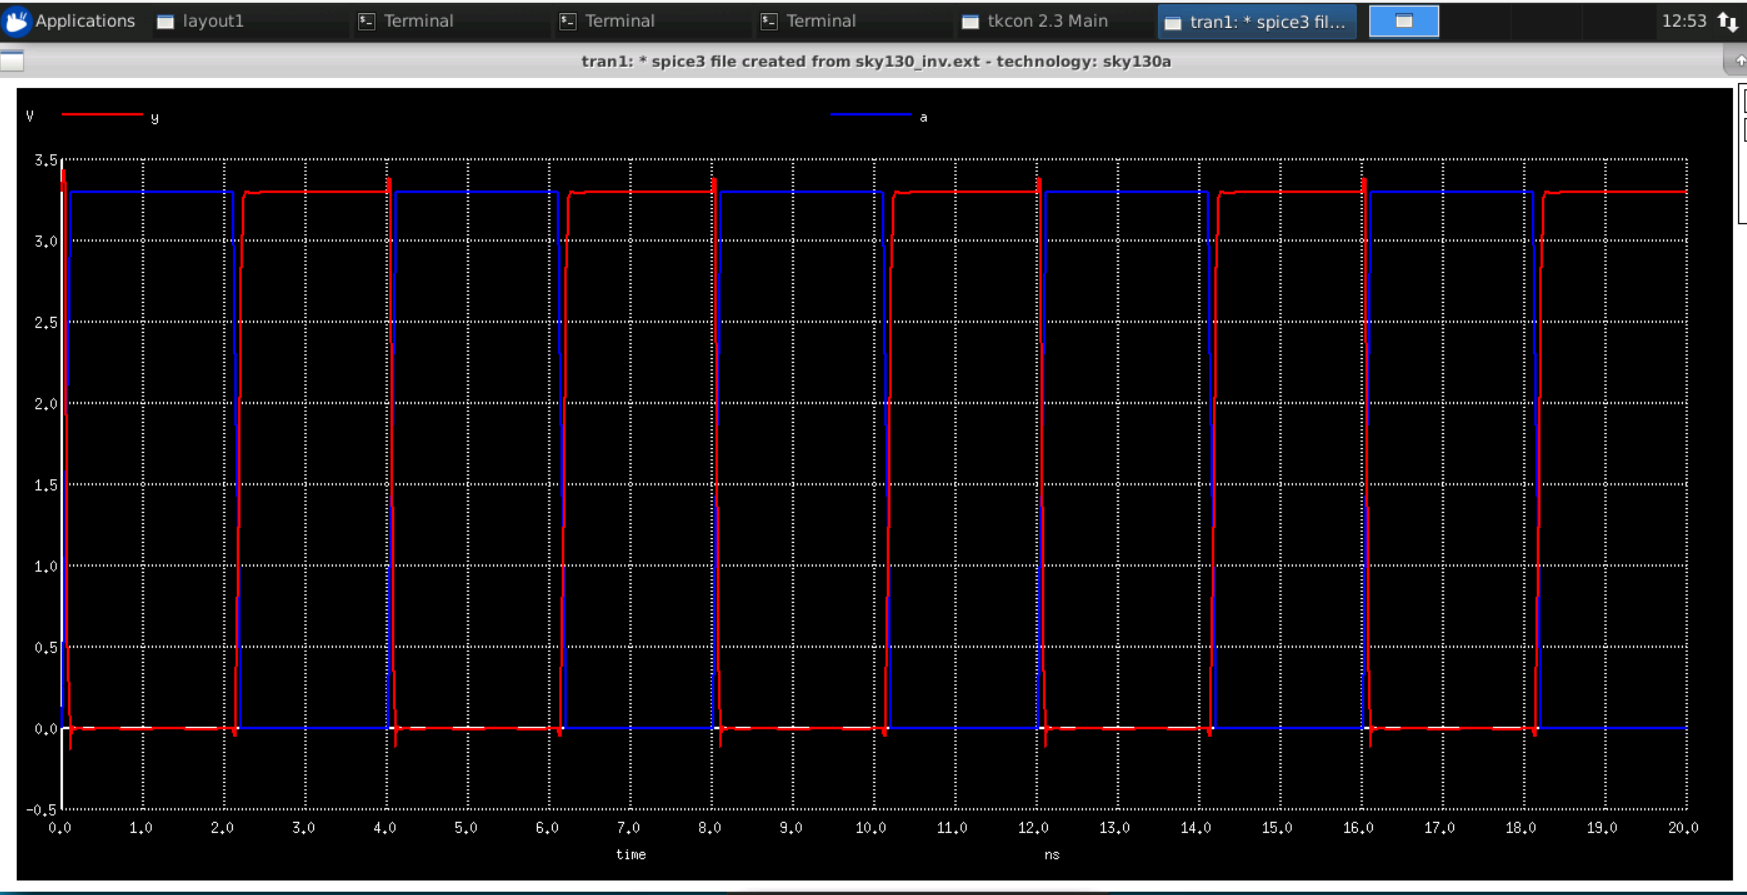 Applications layout1 Terminal Terminal Terminal tkcon 2.3 Main tran1: * spice3 fil... 12:53
tran1: * spice3 file created from sky130_inv.ext - technology: sky130a
V y a
3.5
3.0
2.5
2.0
1.5
1.0
0.5
0.0
-0.5
0.0 1.0 2.0 3.0 4.0 5.0 6.0 7.0 8.0 9.0 10.0 11.0 12.0 13.0 14.0 15.0 16.0 17.0 18.0 19.0 20.0
time ns